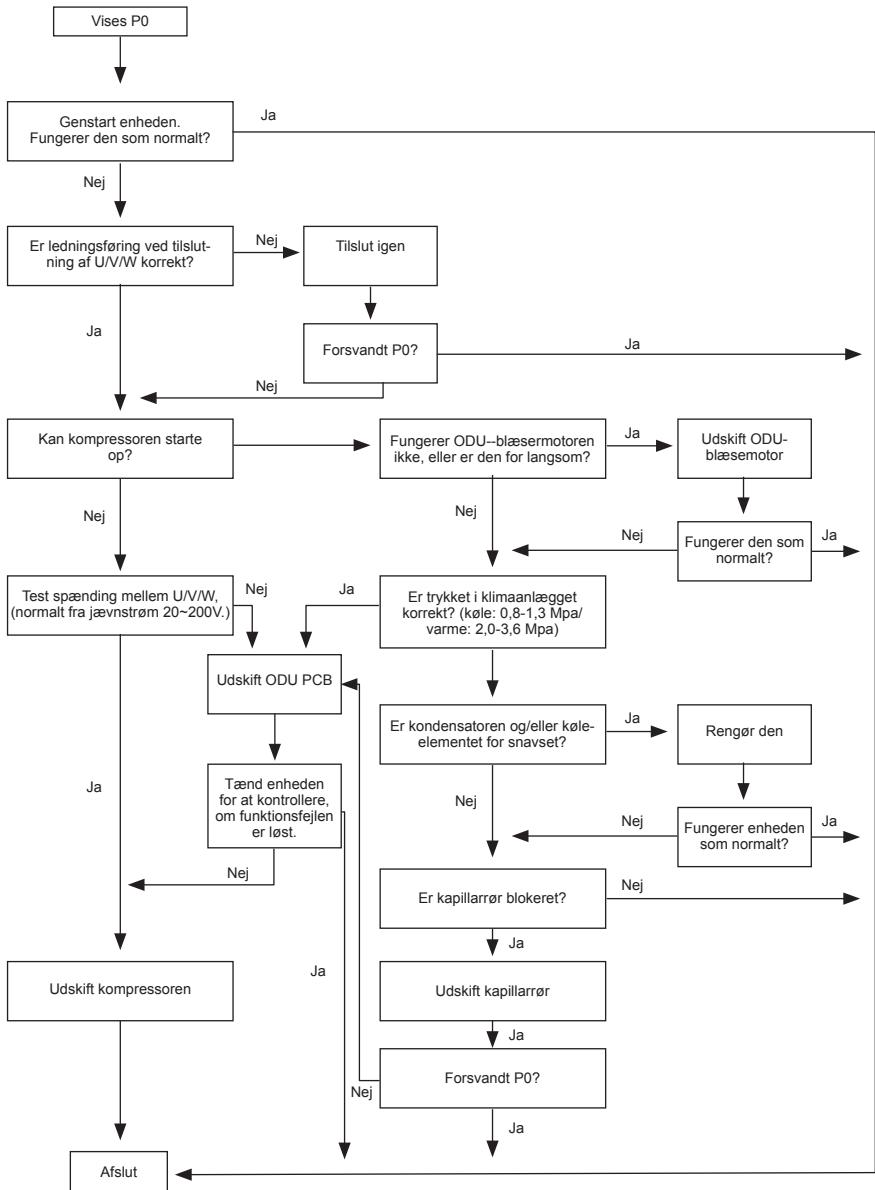 Vises P0
Genstart enheden.
Fungerer den som normalt?
Ja
Nej
Er ledningsføring ved tilslut-
ning af U/V/W korrekt?
Nej
Tilslut igen
Ja
Forsvandt P0?
Ja
Nej
Kan kompressoren starte
op?
Fungerer ODU--blæsermotoren
ikke, eller er den for langsom?
Ja
Udskift ODU-
blæsemotor
Nej
Nej
Nej
Fungerer den som
normalt?
Ja
Test spænding mellem U/V/W,
(normalt fra jævnstrøm 20~200V.)
Nej
Ja
Er trykket i klimaanlægget
korrekt? (køle: 0,8-1,3 Mpa/
varme: 2,0-3,6 Mpa)
Udskift ODU PCB
Er kondensatoren og/eller køle-
elementet for snavset?
Ja
Rengør den
Ja
Tænd enheden
for at kontrollere,
om funktionsfejlen
er løst.
Nej
Nej
Fungerer enheden
som normalt?
Ja
Nej
Er kapillarrør blokeret?
Nej
Ja
Ja
Udskift kompressoren
Udskift kapillarrør
Ja
Forsvandt P0?
Nej
Ja
Afslut